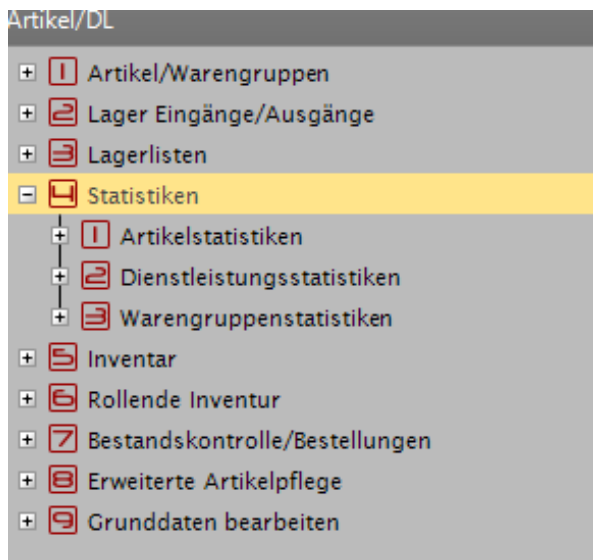 Artikel/DL
1 Artikel/Warengruppen
2 Lager Eingänge/Ausgänge
3 Lagerlisten
4 Statistiken
1 Artikelstatistiken
2 Dienstleistungsstatistiken
3 Warengruppenstatistiken
5 Inventar
6 Rollende Inventur
7 Bestandskontrolle/Bestellungen
8 Erweiterte Artikelpflege
9 Grunddaten bearbeiten